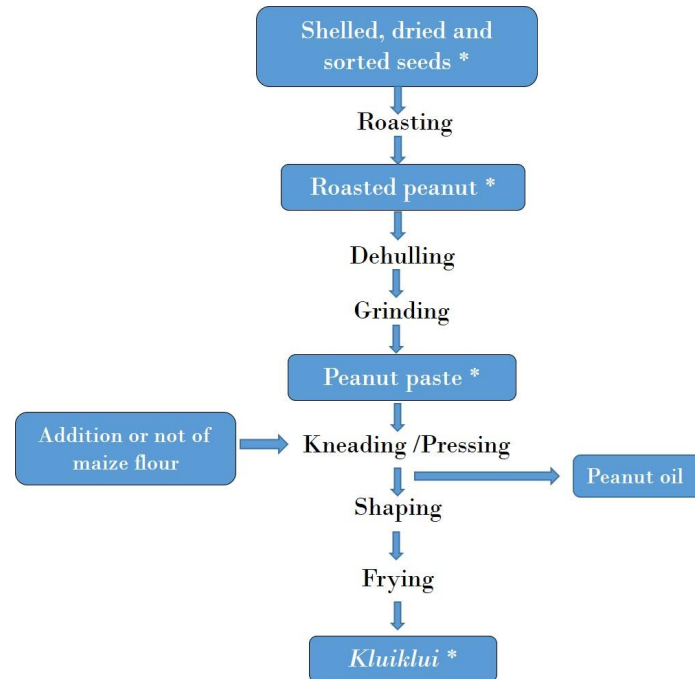 Shelled, dried and
sorted seeds *
Roasting
Roasted peanut *
Dehulling
Grinding
Peanut paste *
Addition or not of
maize flour
Kneading /Pressing
Peanut oil
Shaping
Frying
Kluiklui *